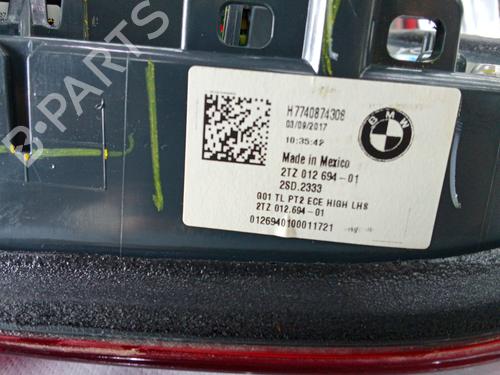 H7740874308
03/09/2017
10:35:42
BMW
Made in Mexico
2TZ 012 694-01
2SD.2333
G01 TL PT2 ECE HIGH LHS
2TZ 012.694-01
0126940100011721
B-PARTS